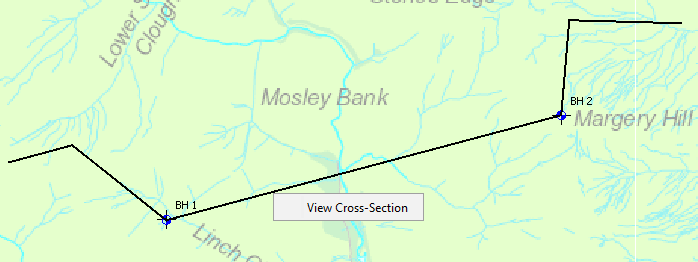 Lower S
Clough
Mosley Bank
BH 2
Margery Hill
BH 1
View Cross-Section
Linch